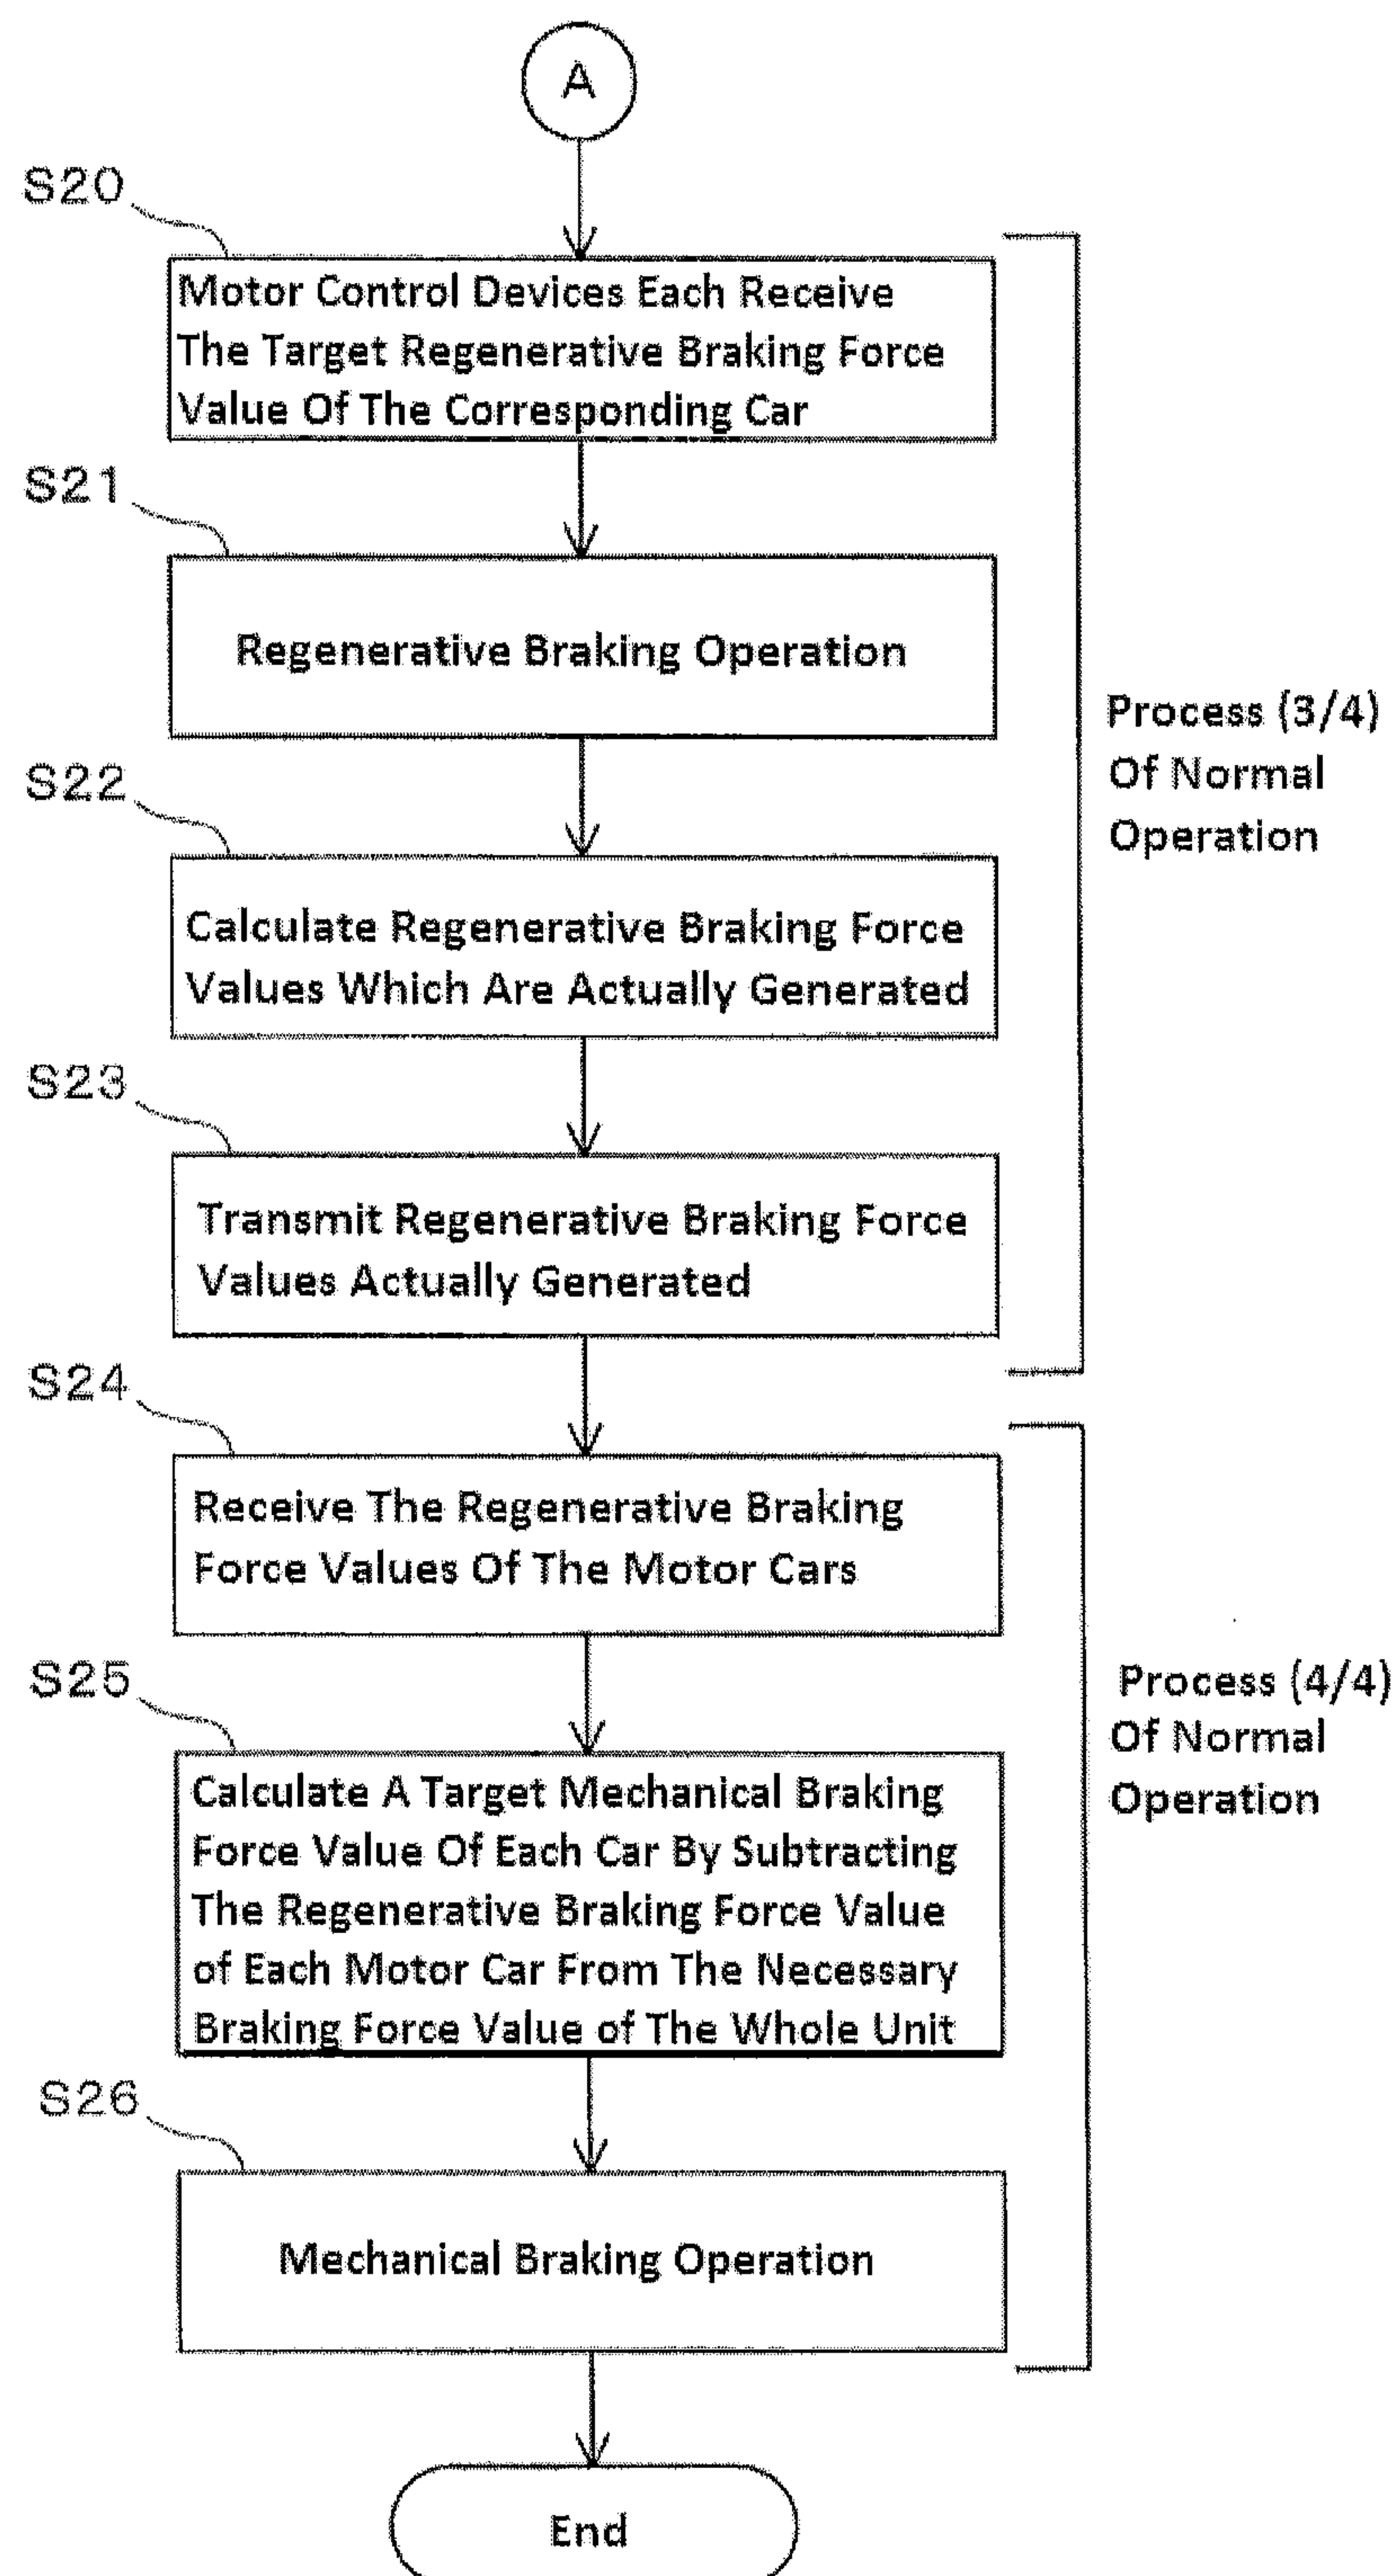 A
S20
Motor Control Devices Each Receive
The Target Regenerative Braking Force
Value Of The Corresponding Car
S21
Regenerative Braking Operation
S22
Calculate Regenerative Braking Force
Values Which Are Actually Generated
S23
Transmit Regenerative Braking Force
Values Actually Generated
Process (3/4)
Of Normal
Operation
S24
Receive The Regenerative Braking
Force Values Of The Motor Cars
S25
Calculate A Target Mechanical Braking
Force Value Of Each Car By Subtracting
The Regenerative Braking Force Value
of Each Motor Car From The Necessary
Braking Force Value of The Whole Unit
S26
Mechanical Braking Operation
Process (4/4)
Of Normal
Operation
End